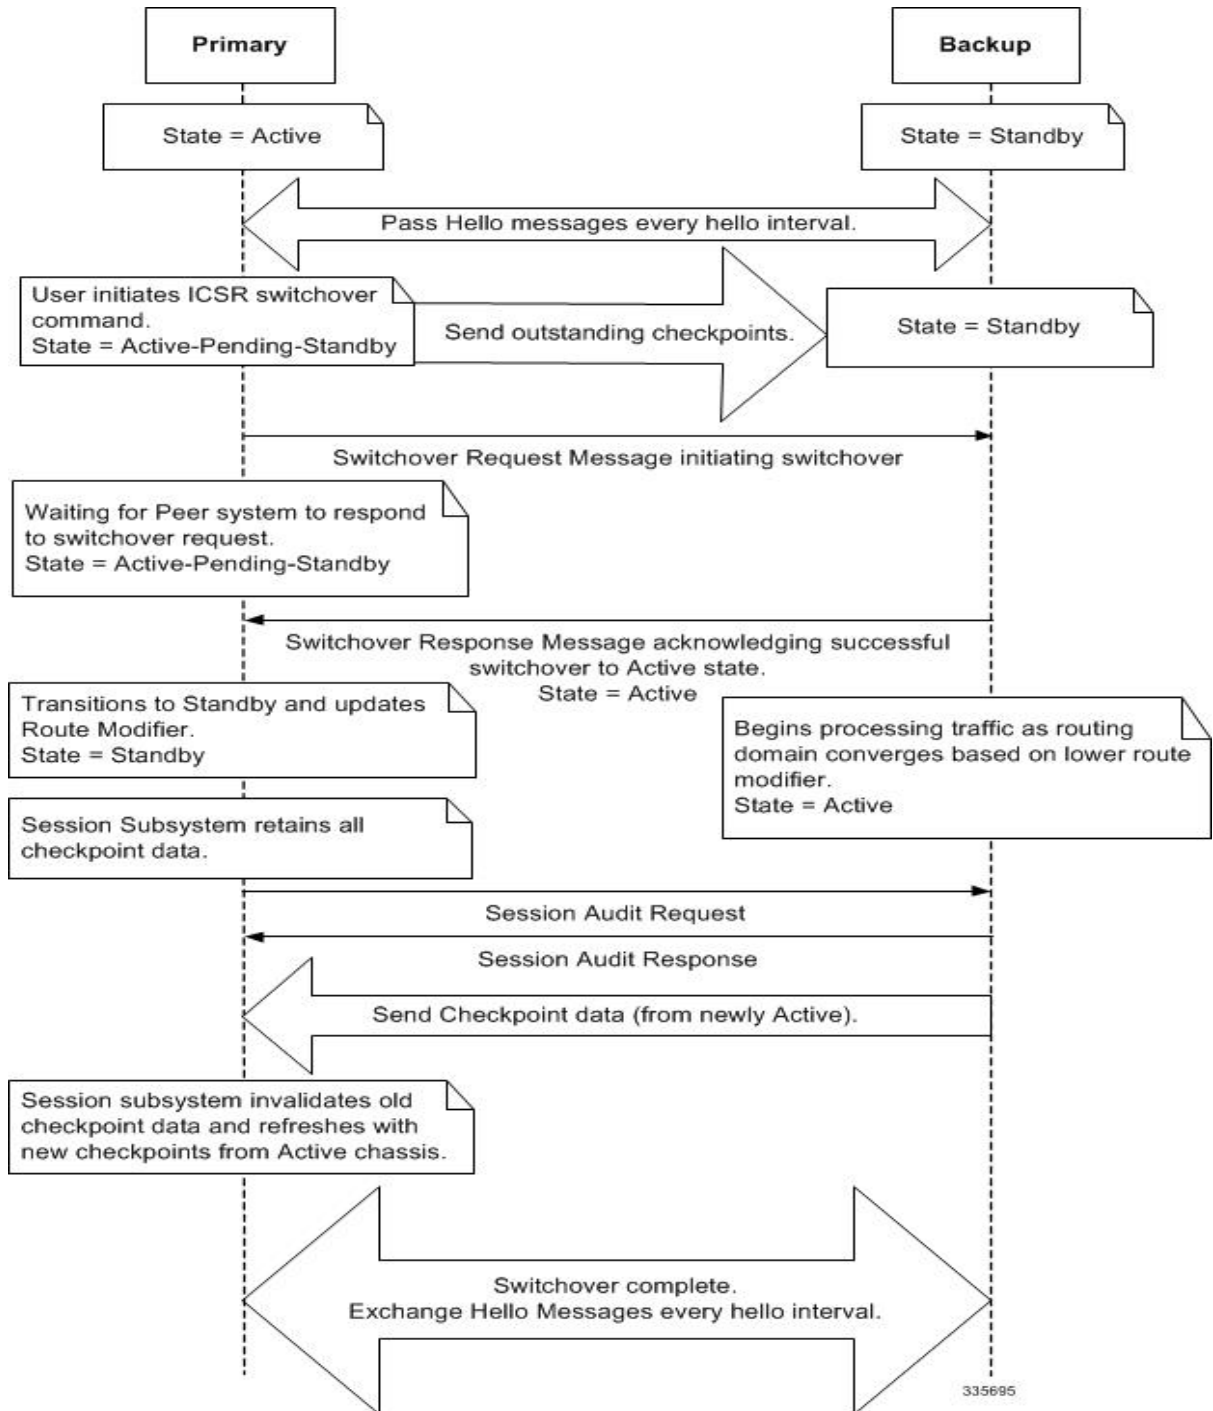 Primary
Backup
State = Active
State = Standby
Pass Hello messages every hello interval.
User initiates ICSR switchover
command.
State = Active-Pending-Standby
Send outstanding checkpoints.
State = Standby
Switchover Request Message initiating switchover
Waiting for Peer system to respond
to switchover request.
State = Active-Pending-Standby
Switchover Response Message acknowledging successful
switchover to Active state.
State = Active
Transitions to Standby and updates
Route Modifier.
State = Standby
Begins processing traffic as routing
domain converges based on lower route
modifier.
State = Active
Session Subsystem retains all
checkpoint data.
Session Audit Request
Session Audit Response
Send Checkpoint data (from newly Active).
Session subsystem invalidates old
checkpoint data and refreshes with
new checkpoints from Active chassis.
Switchover complete.
Exchange Hello Messages every hello interval.
335695